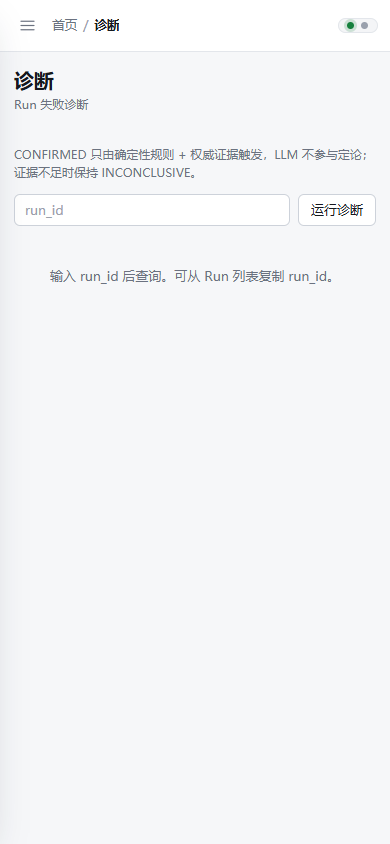 首页 / 诊断
诊断
Run 失败诊断
CONFIRMED 只由确定性规则 + 权威证据触发，LLM 不参与定论；
证据不足时保持 INCONCLUSIVE。
run_id 运行诊断
输入 run_id 后查询。可从 Run 列表复制 run_id。